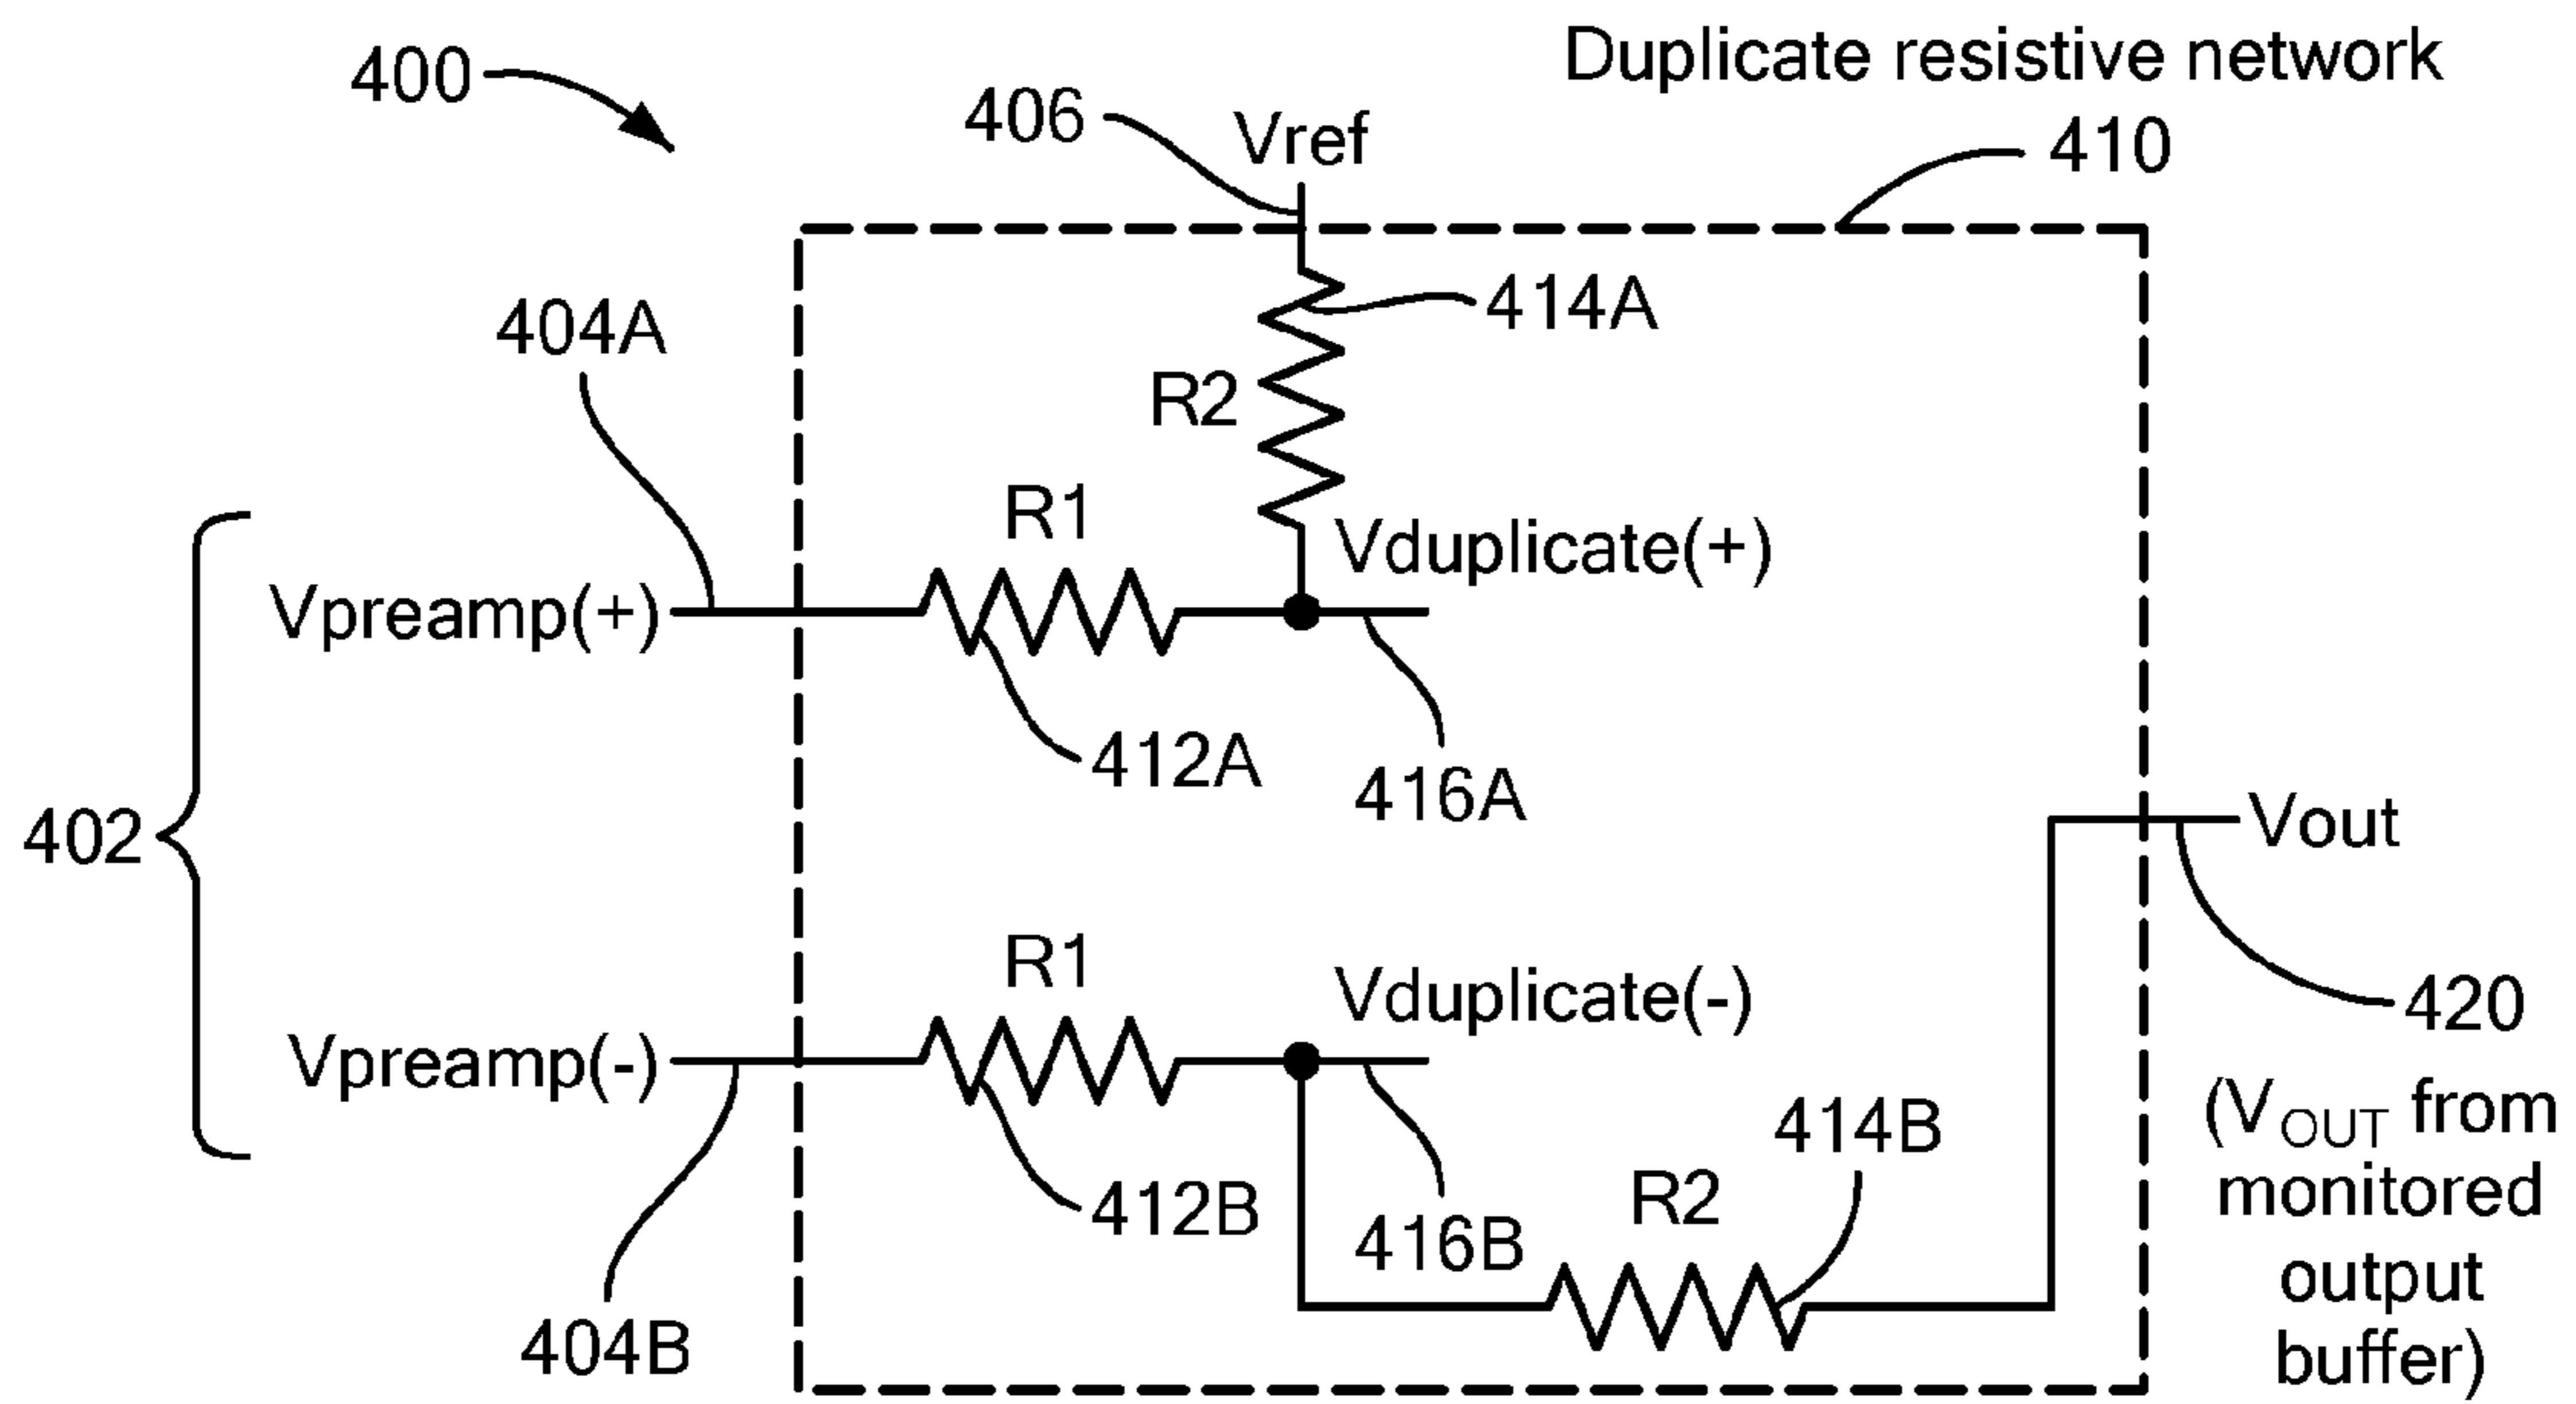 Duplicate resistive network
400
406
Vref
410
404A
414A
R2
R1
Vduplicate(+)
Vpreamp(+)
412A
416A
402
Vout
R1
Vduplicate(-)
420
Vpreamp(-)
(VOUT from
monitored
output
buffer)
414B
R2
412B
416B
404B